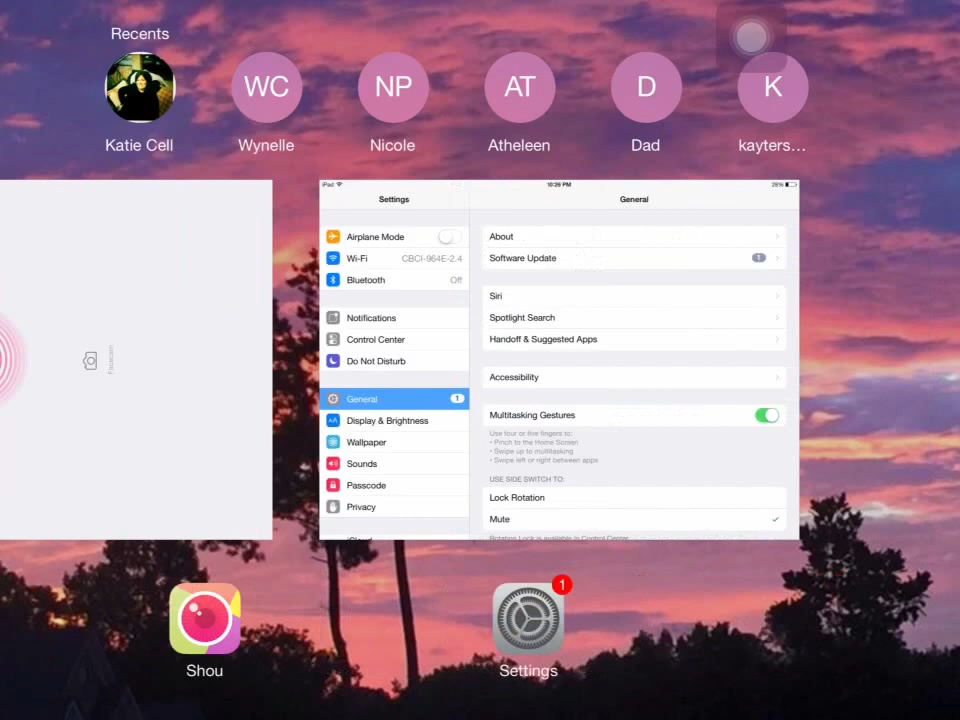 Recents
WC
NP
AT
D
K
Katie Cell
Wynelle
Nicole
Atheleen
Dad
kayters...
Facecam
iPad
10:28 PM
28%
Settings
General
Airplane Mode
Wi-Fi CBCI-964E-2.4
Bluetooth Off
Notifications
Control Center
Do Not Disturb
General 1
Display & Brightness
Wallpaper
Sounds
Passcode
Privacy
iCloud
About
Software Update 1
Siri
Spotlight Search
Handoff & Suggested Apps
Accessibility
Multitasking Gestures
Use four or five fingers to:
• Pinch to the Home Screen
• Swipe up to multitasking
• Swipe left or right between apps
USE SIDE SWITCH TO:
Lock Rotation
Mute
Rotation Lock is available in Control Center.
1
Shou
Settings